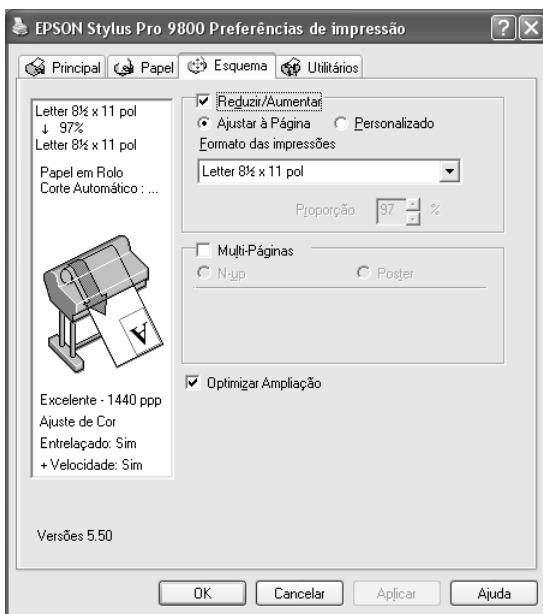 EPSON Stylus Pro 9800 Preferências de impressão
Principal Papel Esquema Utilitários
Letter 8½ x 11 pol
↓ 97%
Letter 8½ x 11 pol
Papel em Rolo
Corte Automático : ...
A
Excelente - 1440 ppp
Ajuste de Cor
Entrelaçado: Sim
+ Velocidade: Sim
Versões 5.50
Reduzir/Aumentar
Ajustar à Página Personalizado
Formato das impressões
Letter 8½ x 11 pol
Proporção 97 %
Multi-Páginas
N-up Poster
Optimizar Ampliação
OK Cancelar Aplicar Ajuda